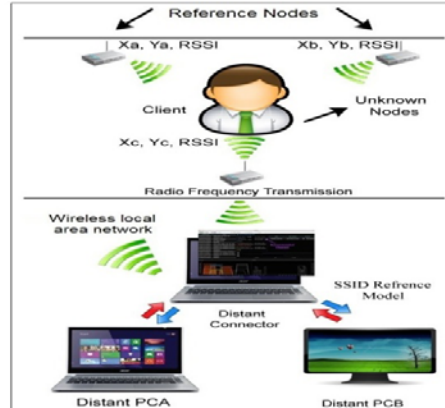 Reference Nodes
Xa, Ya, RSSI
Xb, Yb, RSSI
Client
Unknown
Nodes
Xc, Yc, RSSI
Radio Frequency Transmission
Wireless local
area network
SSID Refrence
Model
Distant
Connector
Distant PCA
Distant PCB